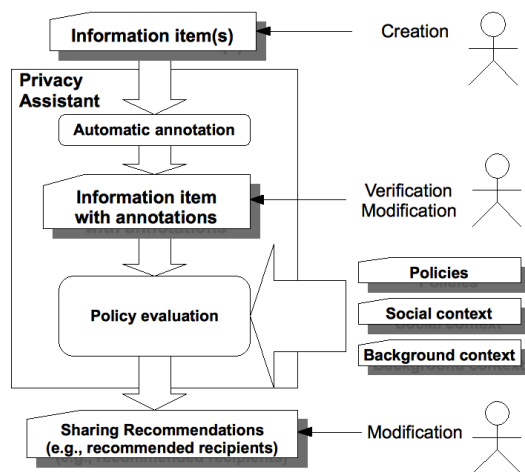 Information item(s)
Creation
Privacy
Assistant
Automatic annotation
Information item
with annotations
Verification
Modification
Policy evaluation
Policies
Social context
Background context
Sharing Recommendations
(e.g., recommended recipients)
Modification